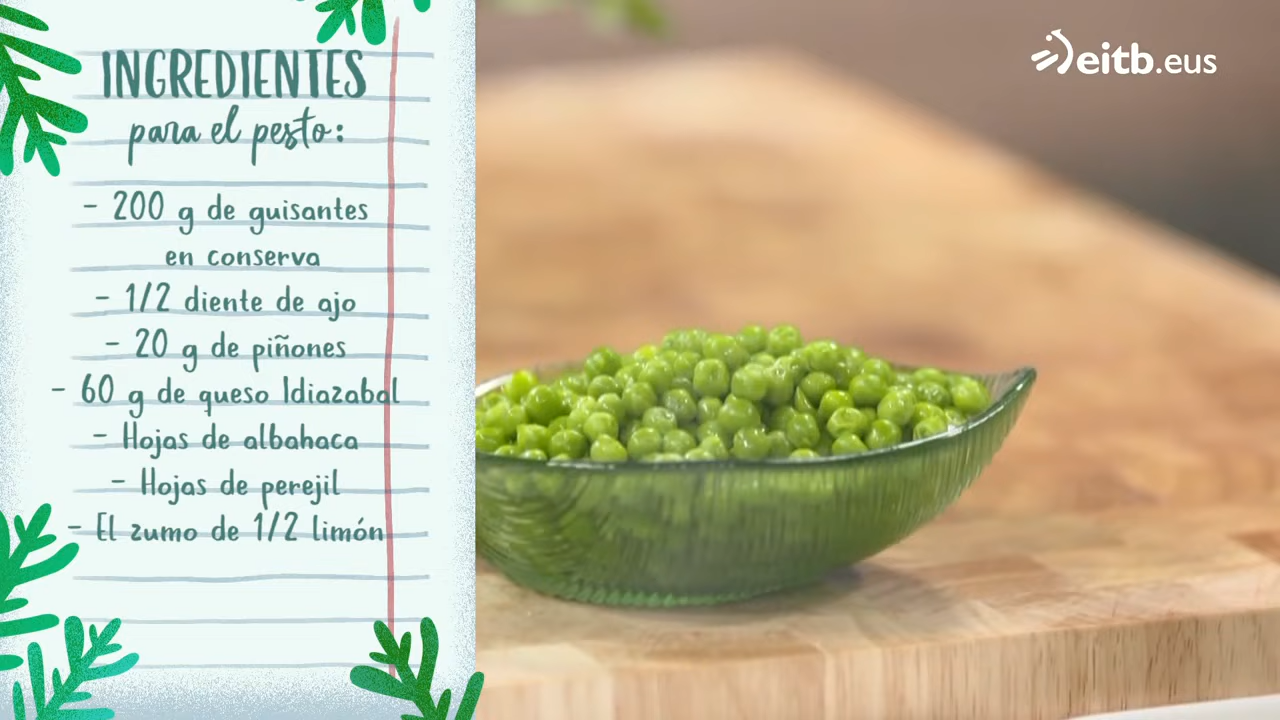 INGREDIENTES
para el pesto:
- 200 g de guisantes
en conserva
- 1/2 diente de ajo
- 20 g de piñones
- 60 g de queso Idiazabal
- Hojas de albahaca
- Hojas de perejil
- El zumo de 1/2 limón
eitb.eus